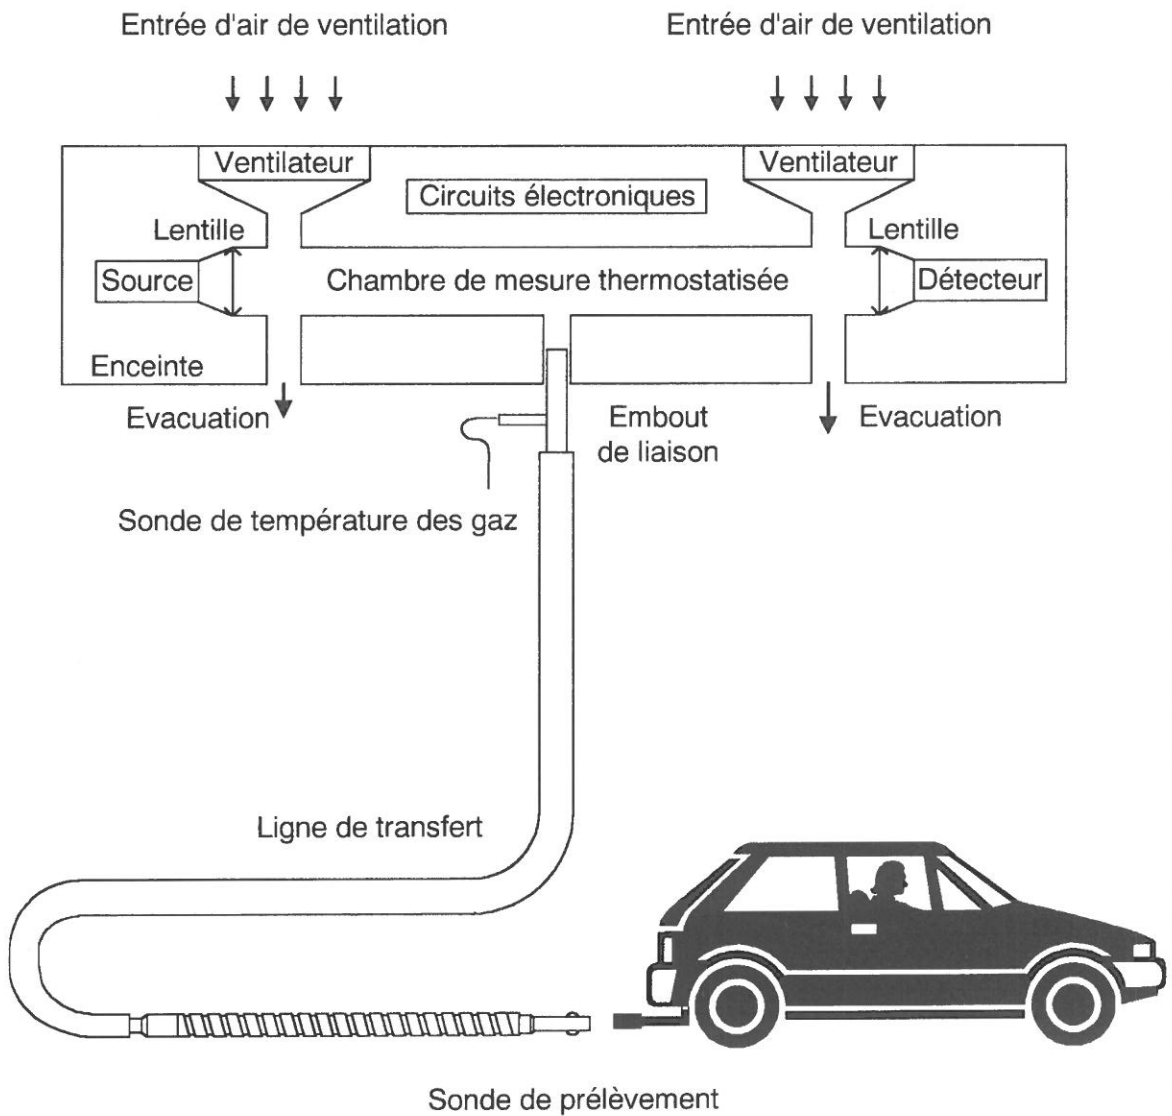 Entrée d'air de ventilation
Entrée d'air de ventilation
Ventilateur
Ventilateur
Circuits électroniques
Lentille
Lentille
Source
Chambre de mesure thermostatisée
Détecteur
Enceinte
Evacuation
Embout
de liaison
Evacuation
Sonde de température des gaz
Ligne de transfert
Sonde de prélèvement